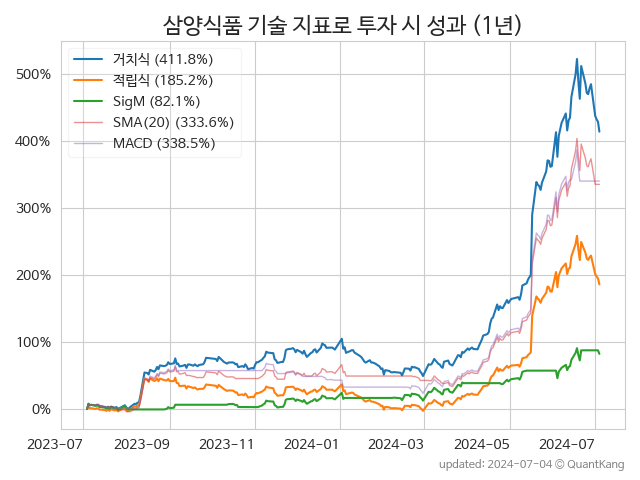 삼양식품 기술 지표로 투자 시 성과 (1년)
거치식 (411.8%)
적립식 (185.2%)
SigM (82.1%)
SMA(20) (333.6%)
MACD (338.5%)
500%
400%
300%
200%
100%
0%
2023-07 2023-09 2023-11 2024-01 2024-03 2024-05 2024-07
updated: 2024-07-04 © QuantKang